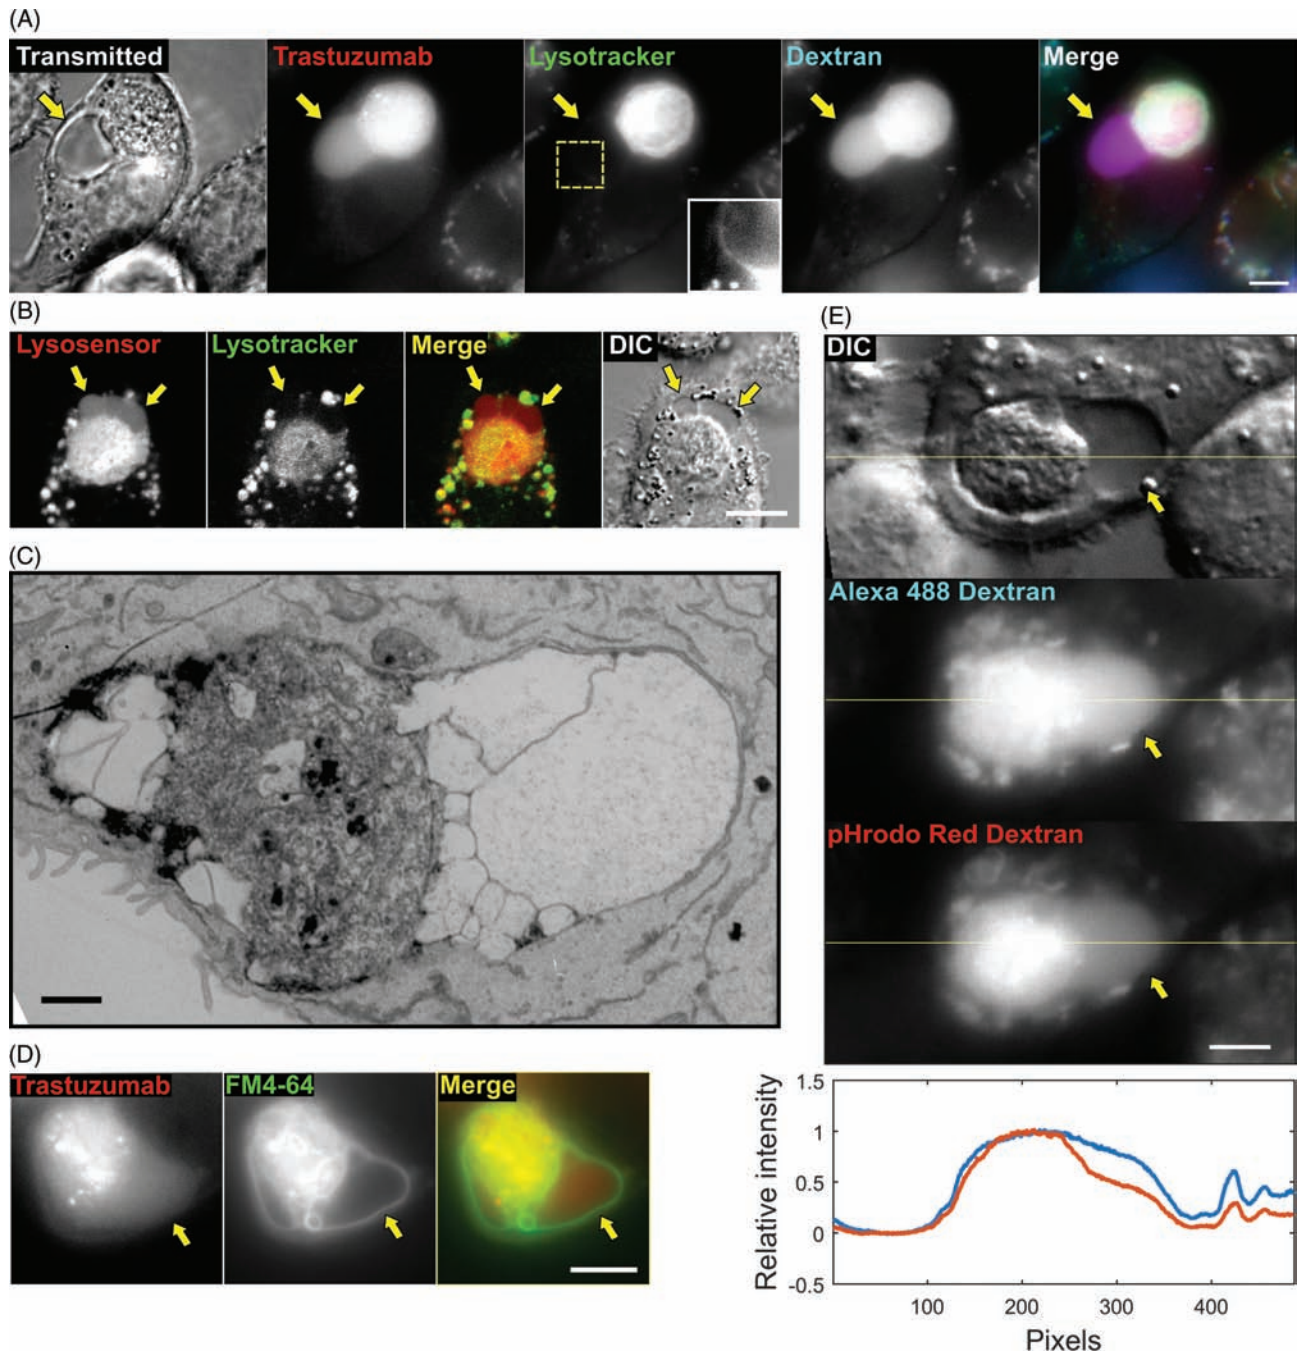 (A)
Transmitted Trastuzumab Lysotracker Dextran Merge
(B)
Lysosensor Lysotracker Merge DIC
(C)
(D)
Trastuzumab FM4-64 Merge
(E)
DIC
Alexa 488 Dextran
pHrodo Red Dextran
Relative intensity
1.5
1
0.5
0
-0.5
100 200 300 400
Pixels